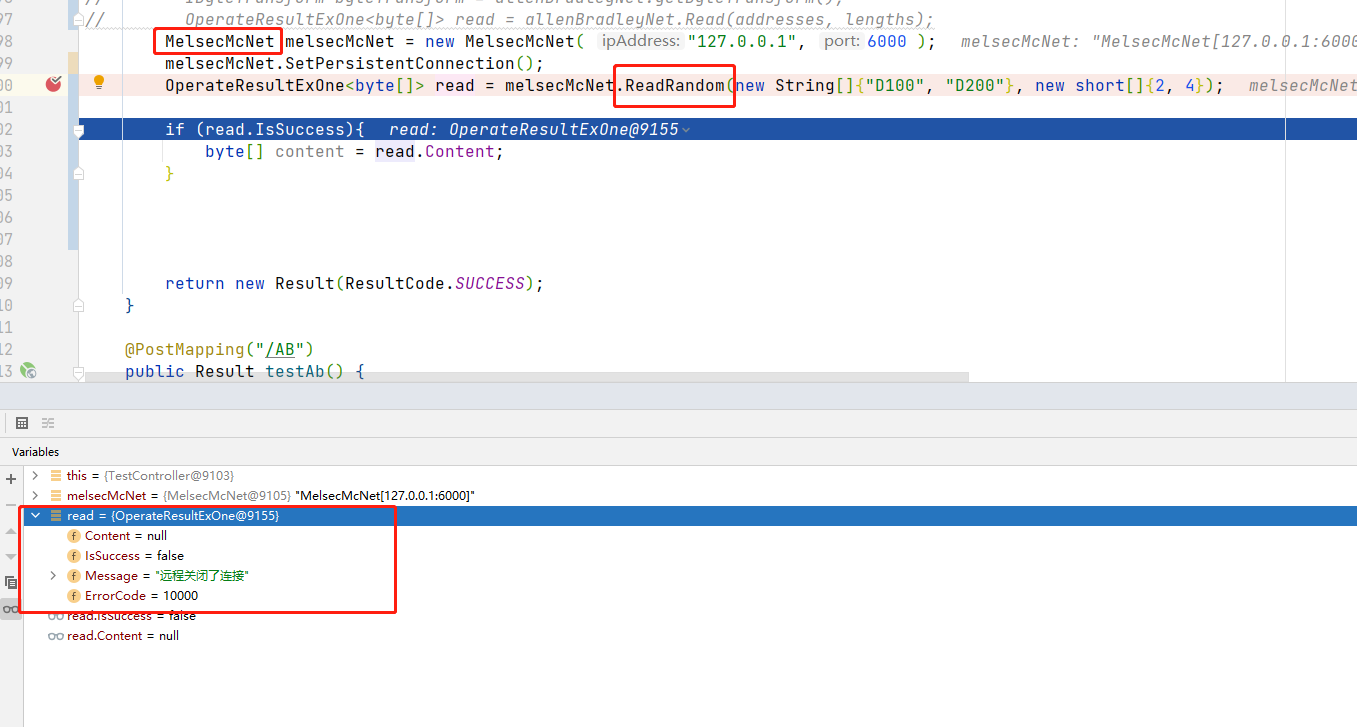 97 // IByteTransform byteTransform = allenBradleyNet.getByteTransform();
// OperateResultExOne<byte[]> read = allenBradleyNet.Read(addresses, lengths);
98 MelsecMcNet melsecMcNet = new MelsecMcNet( ipAddress: "127.0.0.1", port: 6000 ); melsecMcNet: "MelsecMcNet[127.0.0.1:6000
99 melsecMcNet.SetPersistentConnection();
00 OperateResultExOne<byte[]> read = melsecMcNet.ReadRandom(new String[]{"D100", "D200"}, new short[]{2, 4}); melsecMcNet
01
02 if (read.IsSuccess){ read: OperateResultExOne@9155
03 byte[] content = read.Content;
04 }
05
06
07
08
09 return new Result(ResultCode.SUCCESS);
10 }
11
12 @PostMapping("/AB")
13 public Result testAb() {
Variables
this = {TestController@9103}
melsecMcNet = {MelsecMcNet@9105} "MelsecMcNet[127.0.0.1:6000]"
read = {OperateResultExOne@9155}
f Content = null
f IsSuccess = false
f Message = "远程关闭了连接"
f ErrorCode = 10000
read.IsSuccess = false
read.Content = null